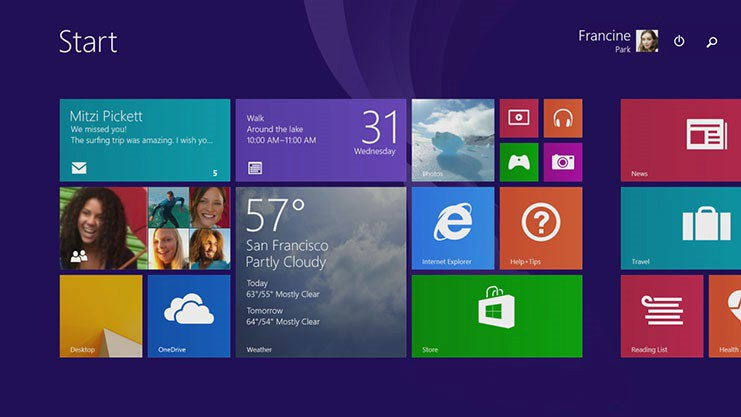 Start
Francine
Park
Mitzi Pickett
We missed you!
The surfing trip was amazing. I wish yo...
5
Walk
Around the lake
10:00 AM–11:00 AM
31
Wednesday
Photos
57°
San Francisco
Partly Cloudy
Today
63°/55° Mostly Clear
Tomorrow
64°/54° Mostly Clear
Weather
Internet Explorer
Help+Tips
Desktop
OneDrive
Store
News
Travel
Reading List
Health